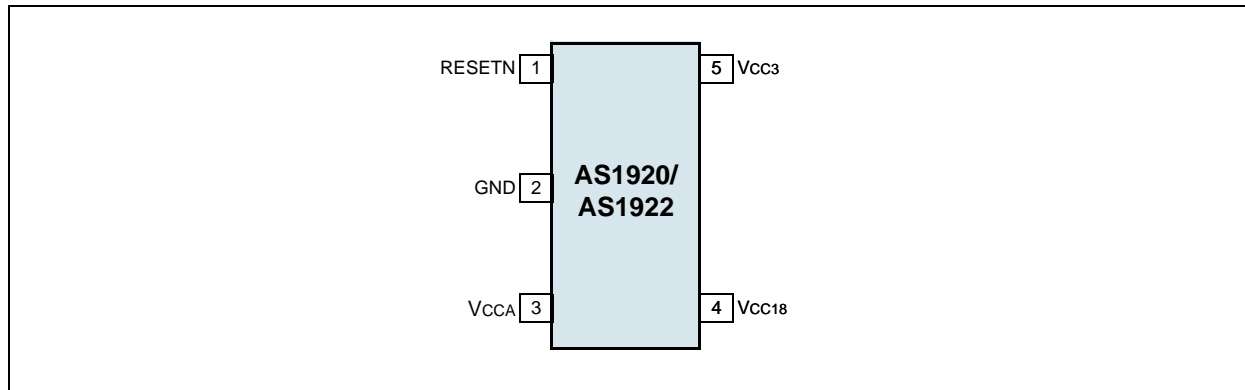 RESETN 1
5 VCC3
GND 2
AS1920/
AS1922
VCCA 3
4 VCC18